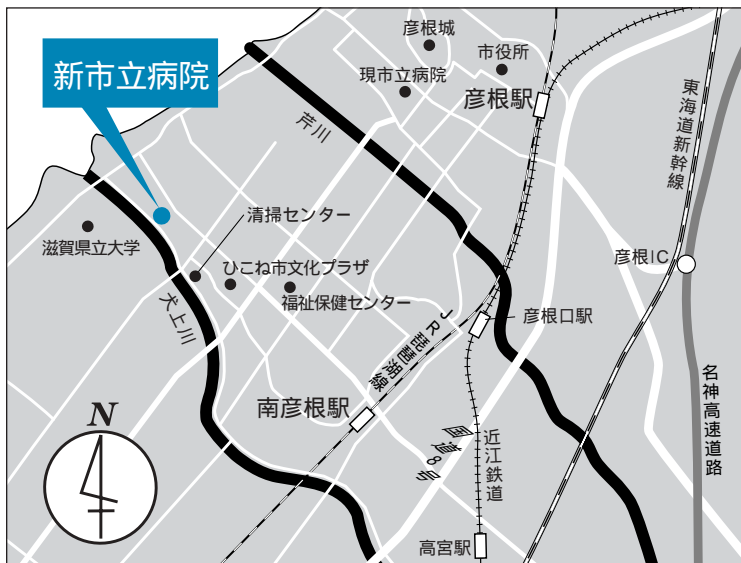 新市立病院
彦根城
市役所
現市立病院
彦根駅
芹川
東海道新幹線
清掃センター
滋賀県立大学
ひこね市文化プラザ
福祉保健センター
彦根IC
犬上川
JR琵琶湖線
彦根口駅
南彦根駅
国道8号
近江鉄道
名神高速道路
高宮駅
N